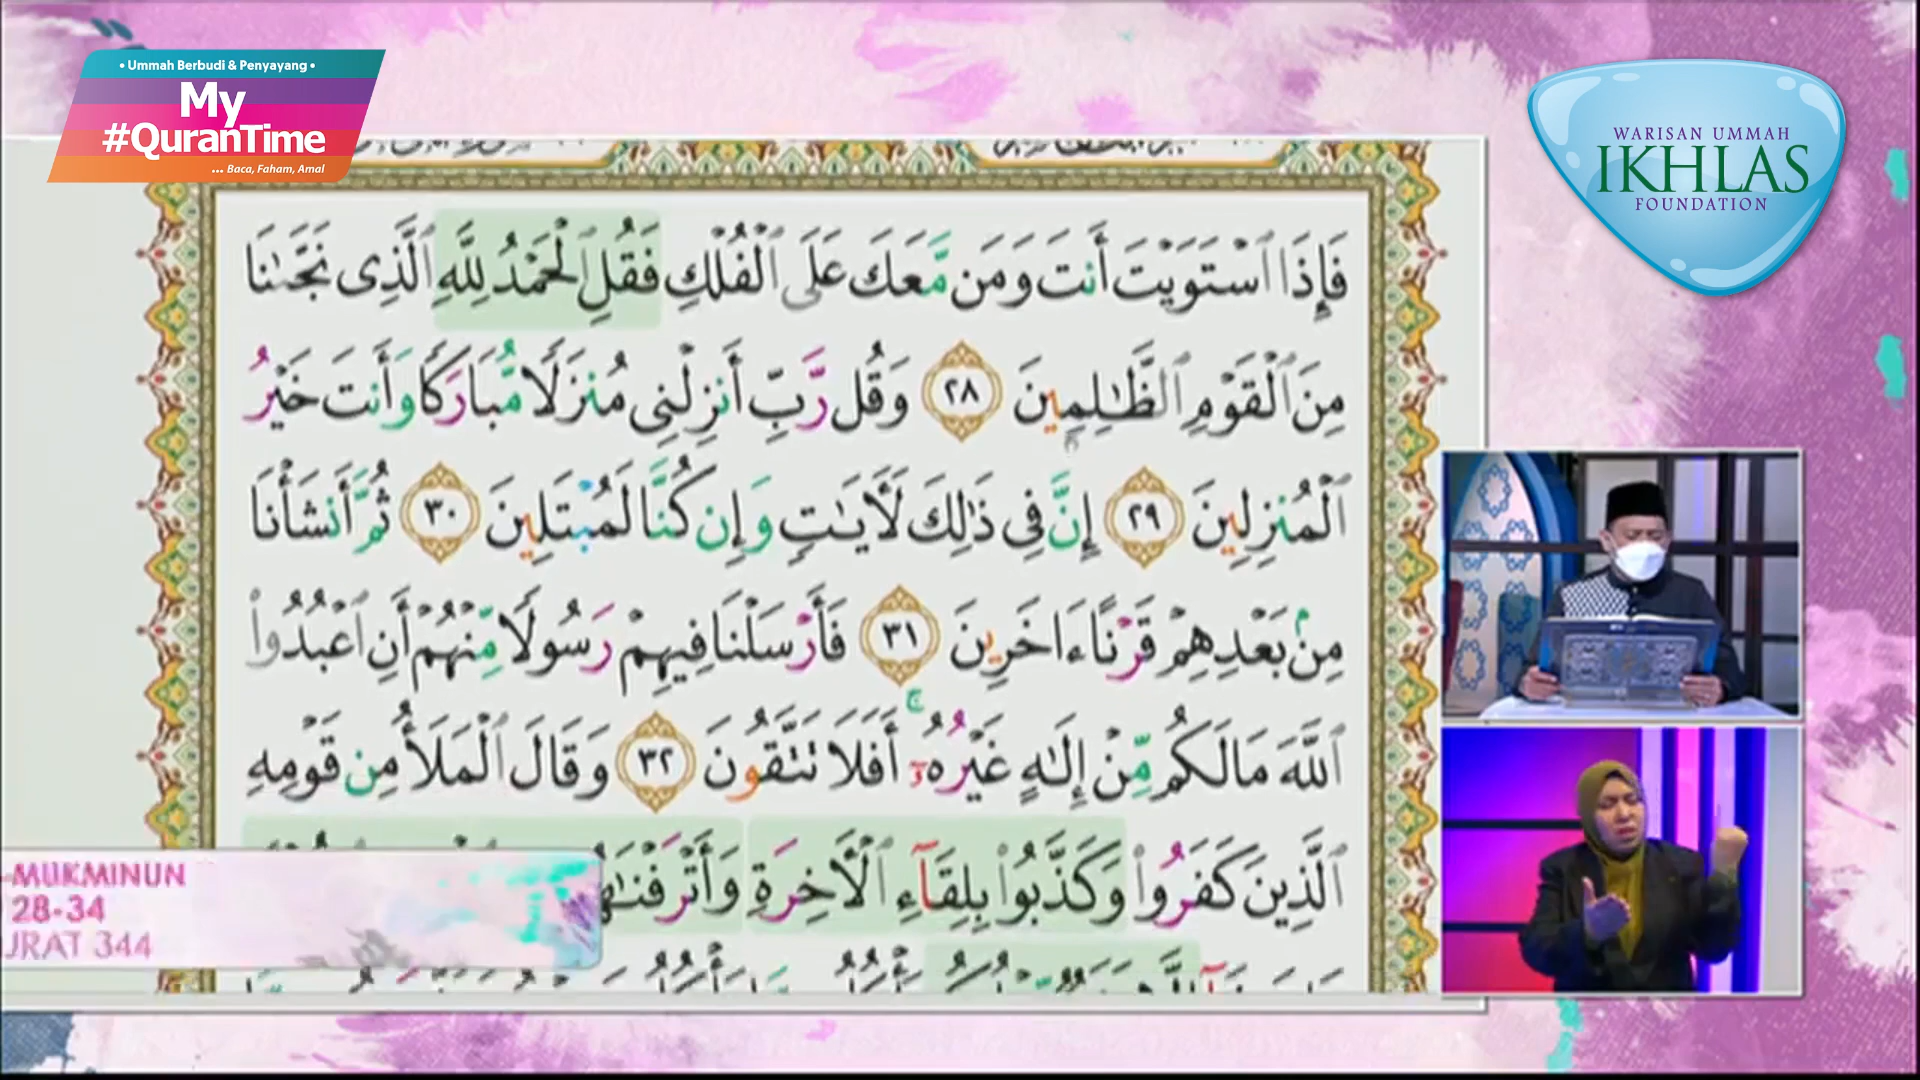 • Ummah Berbudi & Penyayang •
My
#QuranTime
... Baca, Faham, Amal
WARISAN UMMAH
IKHLAS
FOUNDATION
فَإِذَا ٱسْتَوَيْتَ أَنتَ وَمَن مَّعَكَ عَلَى ٱلْفُلْكِ فَقُلِ ٱلْحَمْدُ لِلَّهِ ٱلَّذِى نَجَّىٰنَا
مِنَ ٱلْقَوْمِ ٱلظَّٰلِمِينَ ٢٨ وَقُل رَّبِّ أَنزِلْنِى مُنزَلًا مُّبَارَكًا وَأَنتَ خَيْرُ
ٱلْمُنزِلِينَ ٢٩ إِنَّ فِى ذَٰلِكَ لَـَٔايَـٰتٍ وَإِن كُنَّا لَمُبْتَلِينَ ٣٠ ثُمَّ أَنشَأْنَا
مِنۢ بَعْدِهِمْ قَرْنًا ءَاخَرِينَ ٣١ فَأَرْسَلْنَا فِيهِمْ رَسُولًا مِّنْهُمْ أَنِ ٱعْبُدُوا۟
ٱللَّهَ مَا لَكُم مِّنْ إِلَـٰهٍ غَيْرُهُۥٓ ۚ أَفَلَا تَتَّقُونَ ٣٢ وَقَالَ ٱلْمَلَأُ مِن قَوْمِهِ
ٱلَّذِينَ كَفَرُوا۟ وَكَذَّبُوا۟ بِلِقَآءِ ٱلْـَٔاخِرَةِ وَأَتْرَفْنَـٰهُ
MUKMINUN
28-34
URAT 344